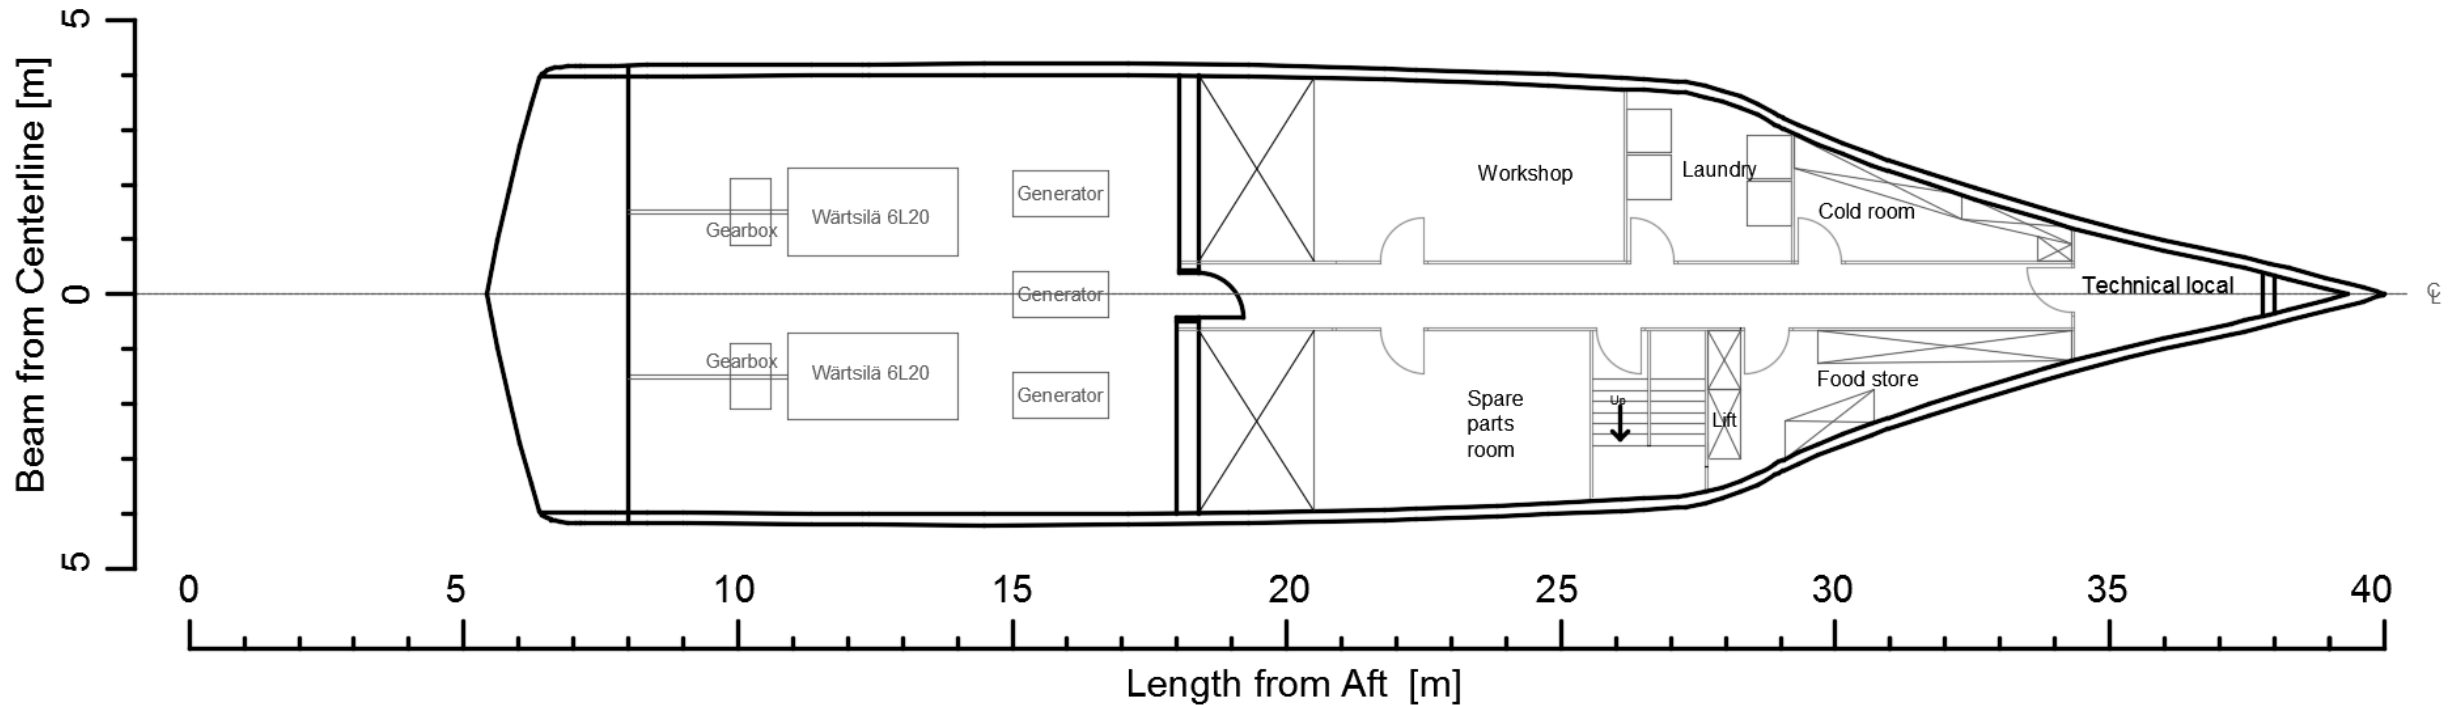 5
0
5
Beam from Centerline [m]
Generator
Workshop
Laundry
Wärtsilä 6L20
Gearbox
Cold room
Generator
Technical local
℄
Gearbox
Wärtsilä 6L20
Generator
Spare
parts
room
Up
Lift
Food store
0
5
10
15
20
25
30
35
40
Length from Aft [m]